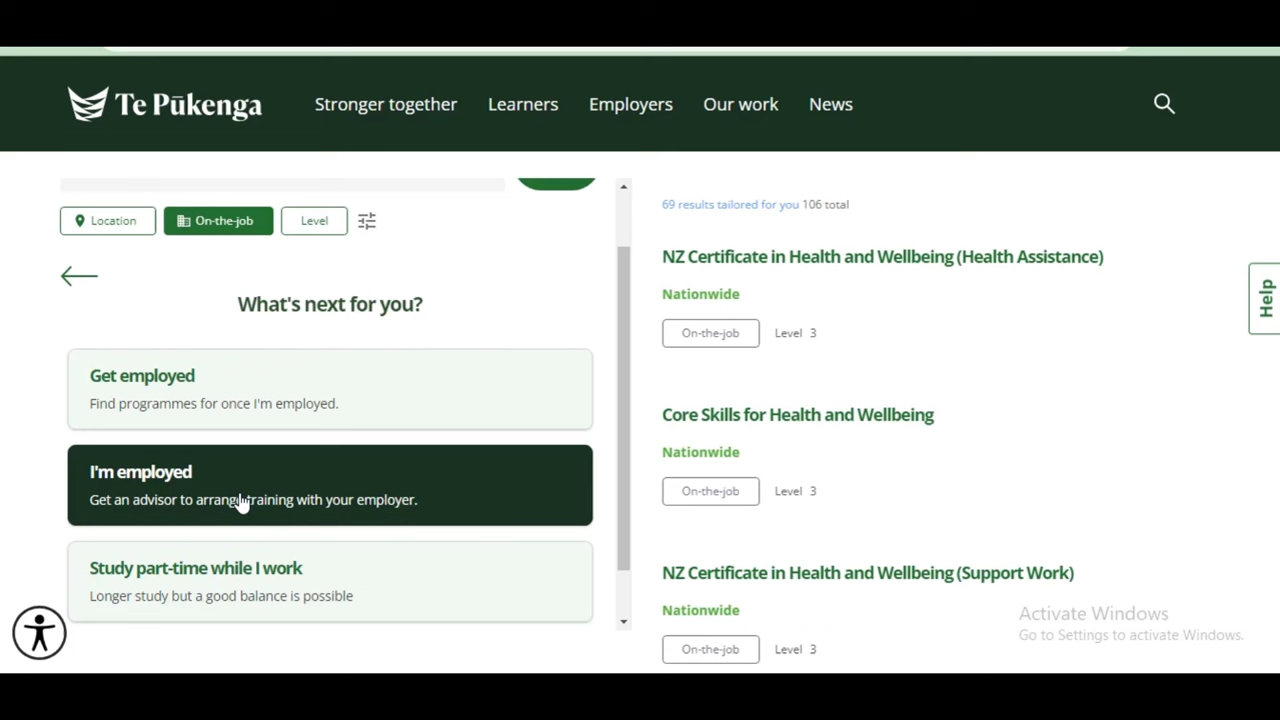 Te Pūkenga
Stronger together
Learners
Employers
Our work
News
Location
On-the-job
Level
What's next for you?
Get employed
Find programmes for once I'm employed.
I'm employed
Get an advisor to arrange training with your employer.
Study part-time while I work
Longer study but a good balance is possible
69 results tailored for you 106 total
NZ Certificate in Health and Wellbeing (Health Assistance)
Nationwide
On-the-job Level 3
Core Skills for Health and Wellbeing
Nationwide
On-the-job Level 3
NZ Certificate in Health and Wellbeing (Support Work)
Nationwide
On-the-job Level 3
Help
Activate Windows
Go to Settings to activate Windows.